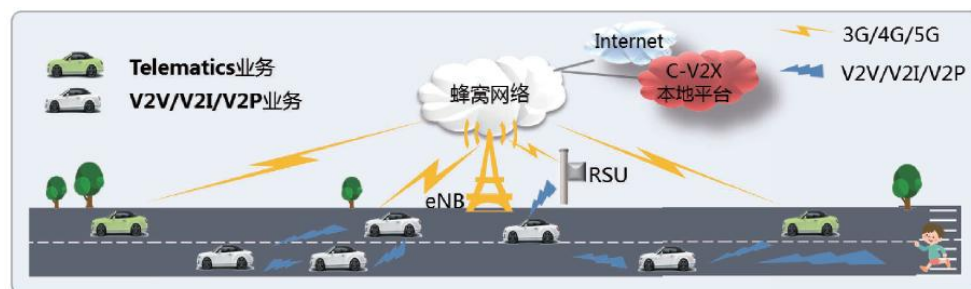 Telematics业务
V2V/V2I/V2P业务
Internet
C-V2X
本地平台
蜂窝网络
3G/4G/5G
V2V/V2I/V2P
eNB
RSU